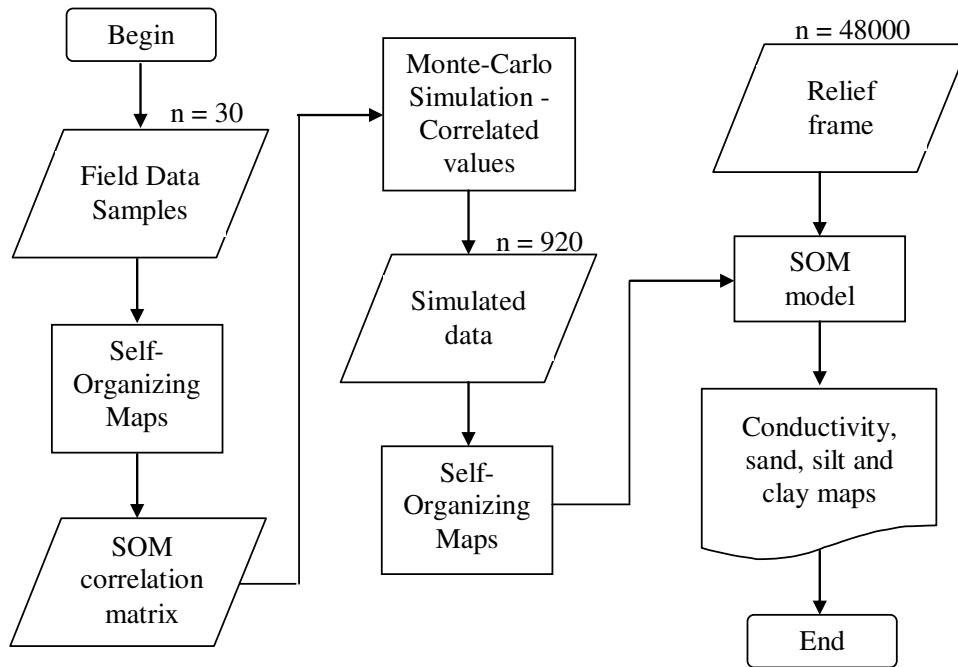 Begin
n = 30
Field Data
Samples
Self-
Organizing
Maps
SOM
correlation
matrix
Monte-Carlo
Simulation -
Correlated
values
n = 920
Simulated
data
Self-
Organizing
Maps
n = 48000
Relief
frame
SOM
model
Conductivity,
sand, silt and
clay maps
End